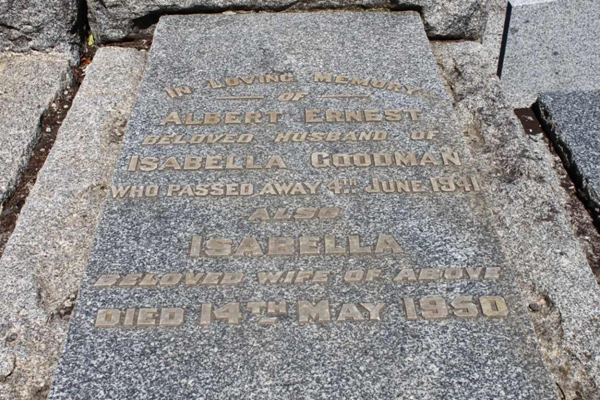 IN LOVING MEMORY
OF
ALBERT ERNEST
BELOVED HUSBAND OF
ISABELLA GOODMAN
WHO PASSED AWAY 4TH JUNE 1941
ALSO
ISABELLA
BELOVED WIFE OF ABOVE
DIED 14TH MAY 1950